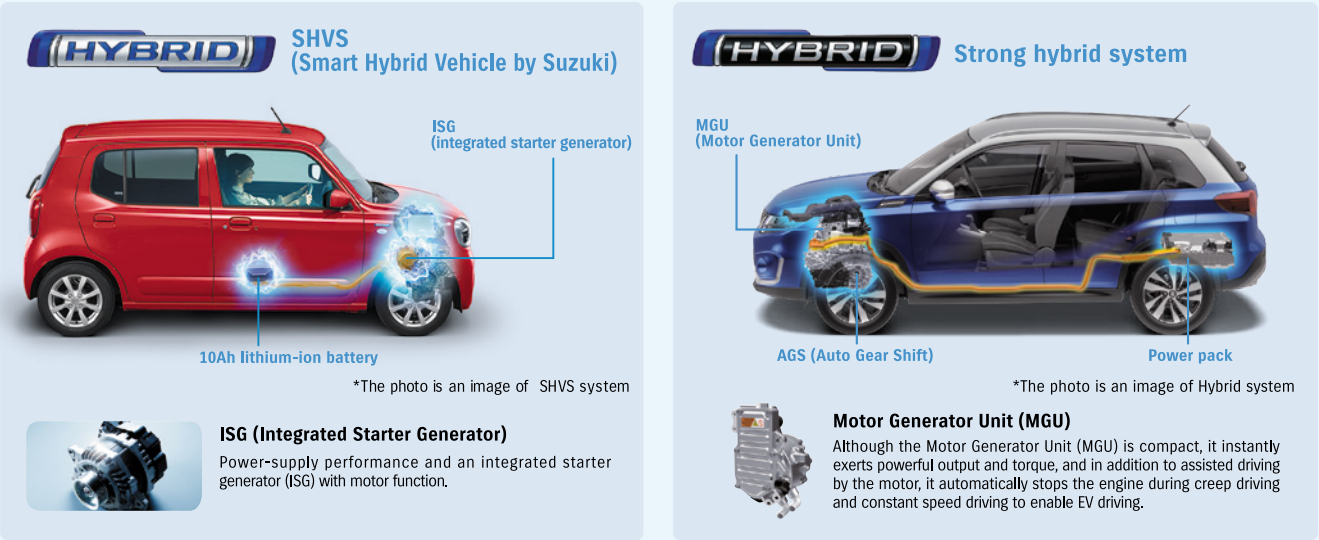 HYBRID
SHVS
(Smart Hybrid Vehicle by Suzuki)
ISG
(integrated starter generator)
10Ah lithium-ion battery
*The photo is an image of SHVS system
ISG (Integrated Starter Generator)
Power-supply performance and an integrated starter
generator (ISG) with motor function.
HYBRID
Strong hybrid system
MGU
(Motor Generator Unit)
AGS (Auto Gear Shift)
Power pack
*The photo is an image of Hybrid system
Motor Generator Unit (MGU)
Although the Motor Generator Unit (MGU) is compact, it instantly
exerts powerful output and torque, and in addition to assisted driving
by the motor, it automatically stops the engine during creep driving
and constant speed driving to enable EV driving.